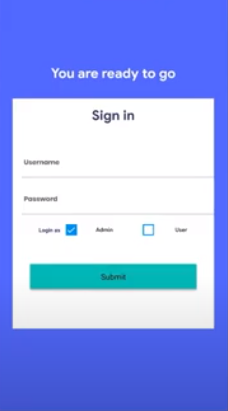 You are ready to go
Sign in
Username
Password
Login as Admin User
Submit